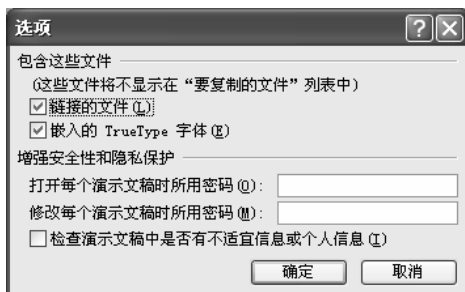 选项
包含这些文件
(这些文件将不显示在“要复制的文件”列表中)
链接的文件(L)
嵌入的 TrueType 字体(E)
增强安全性和隐私保护
打开每个演示文稿时所用密码(O):
修改每个演示文稿时所用密码(M):
检查演示文稿中是否有不适宜信息或个人信息(I)
确定 取消